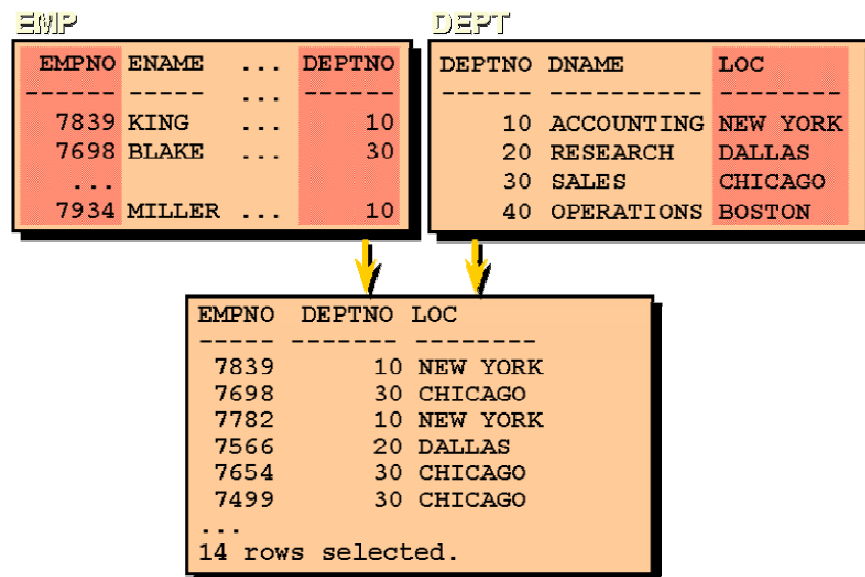 EMP
EMPNO ENAME ... DEPTNO
------ ----- ... ------
7839 KING ... 10
7698 BLAKE ... 30
...
7934 MILLER ... 10
DEPT
DEPTNO DNAME LOC
------ ---------- --------
10 ACCOUNTING NEW YORK
20 RESEARCH DALLAS
30 SALES CHICAGO
40 OPERATIONS BOSTON
EMPNO DEPTNO LOC
----- ------- --------
7839 10 NEW YORK
7698 30 CHICAGO
7782 10 NEW YORK
7566 20 DALLAS
7654 30 CHICAGO
7499 30 CHICAGO
...
14 rows selected.